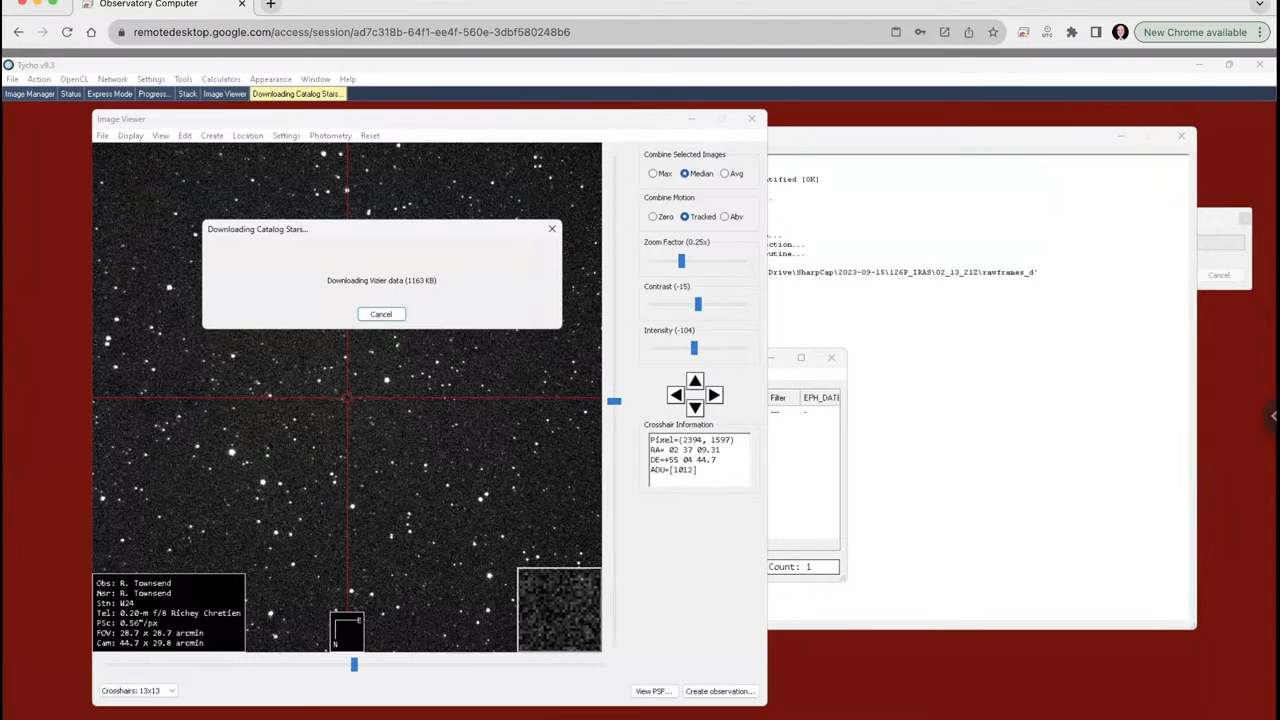 Observatory Computer
remotedesktop.google.com/access/session/ad7c318b-64f1-ee4f-560e-3dbf580248b6
New Chrome available
Tycho v9.3
File Action OpenCL Network Settings Tools Calculators Appearance Window Help
Image Manager Status Express Mode Progress... Stack Image Viewer Downloading Catalog Stars...
Image Viewer
File Display View Edit Create Location Settings Photometry Reset
Combine Selected Images
Max Median Avg
Combine Motion
Zero Tracked Abv
Zoom Factor (0.25x)
Contrast (-15)
Intensity (-104)
Crosshair Information
Pixel=(2394, 1597)
RA= 02 37 09.31
DE=+55 04 44.7
ADU=[1012]
Downloading Catalog Stars...
Downloading Vizier data (1163 KB)
Cancel
Obs: R. Townsend
Msr: R. Townsend
Stn: W24
Tel: 0.20-m f/8 Richey Chretien
PSc: 0.56"/px
FOV: 28.7 x 28.7 arcmin
Cam: 44.7 x 29.8 arcmin
E
N
Crosshairs: 13x13
View PSF...
Create observation...
ntified [OK]
ction...
utine...
Drive\SharpCap\2023-09-15\126P_IRAS\02_13_21Z\rawframes_d'
Cancel
Filter EPH_DATE
Count: 1